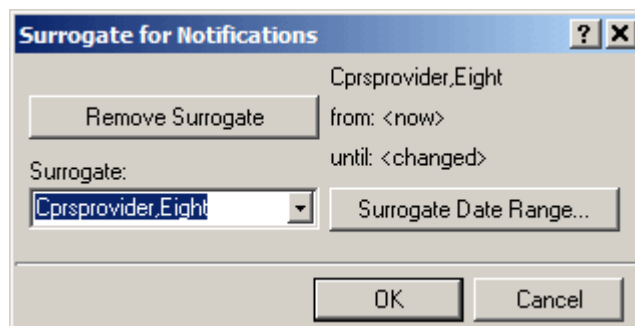 Surrogate for Notifications
Cprsprovider,Eight
Remove Surrogate
from: <now>
until: <changed>
Surrogate:
Cprsprovider,Eight
Surrogate Date Range...
OK
Cancel